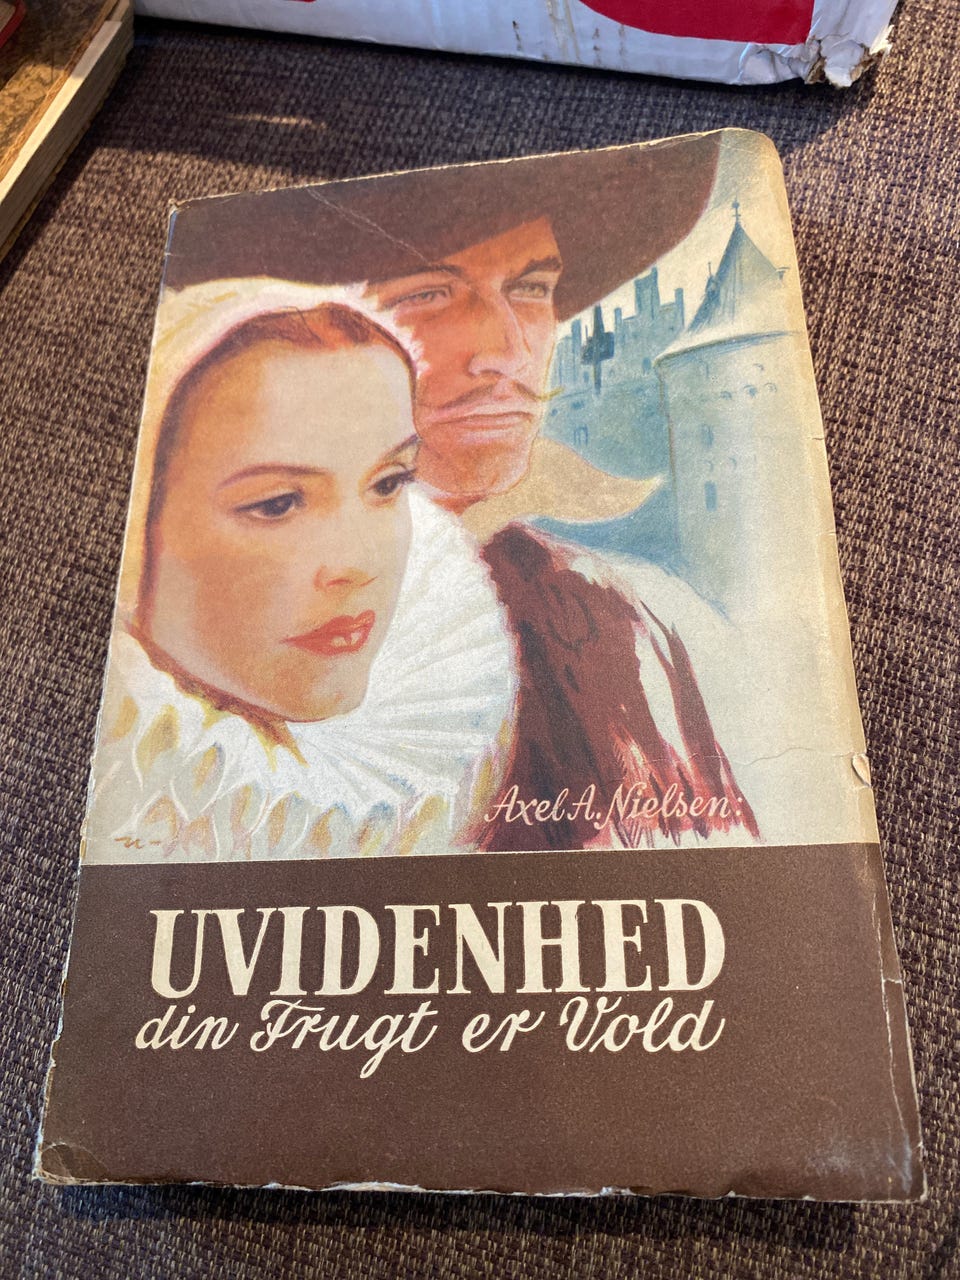 Axel A. Nielsen:
UVIDENHED
din Frugt er Vold